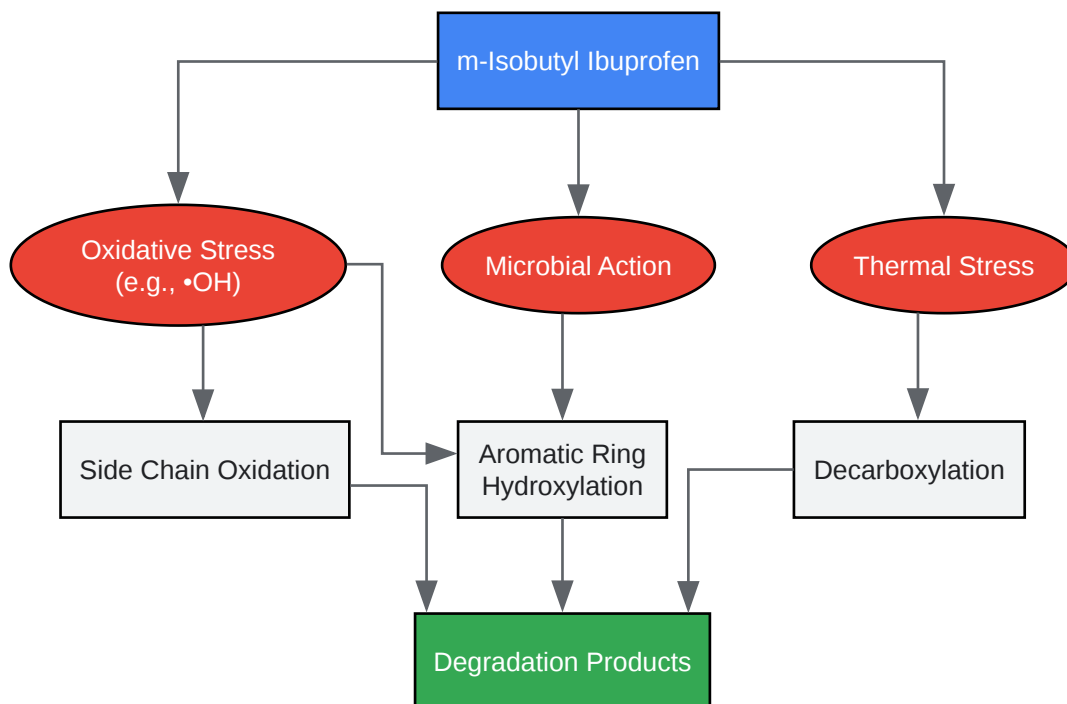 m-Isobutyl Ibuprofen
Oxidative Stress
(e.g., •OH)
Microbial Action
Thermal Stress
Side Chain Oxidation
Aromatic Ring
Hydroxylation
Decarboxylation
Degradation Products